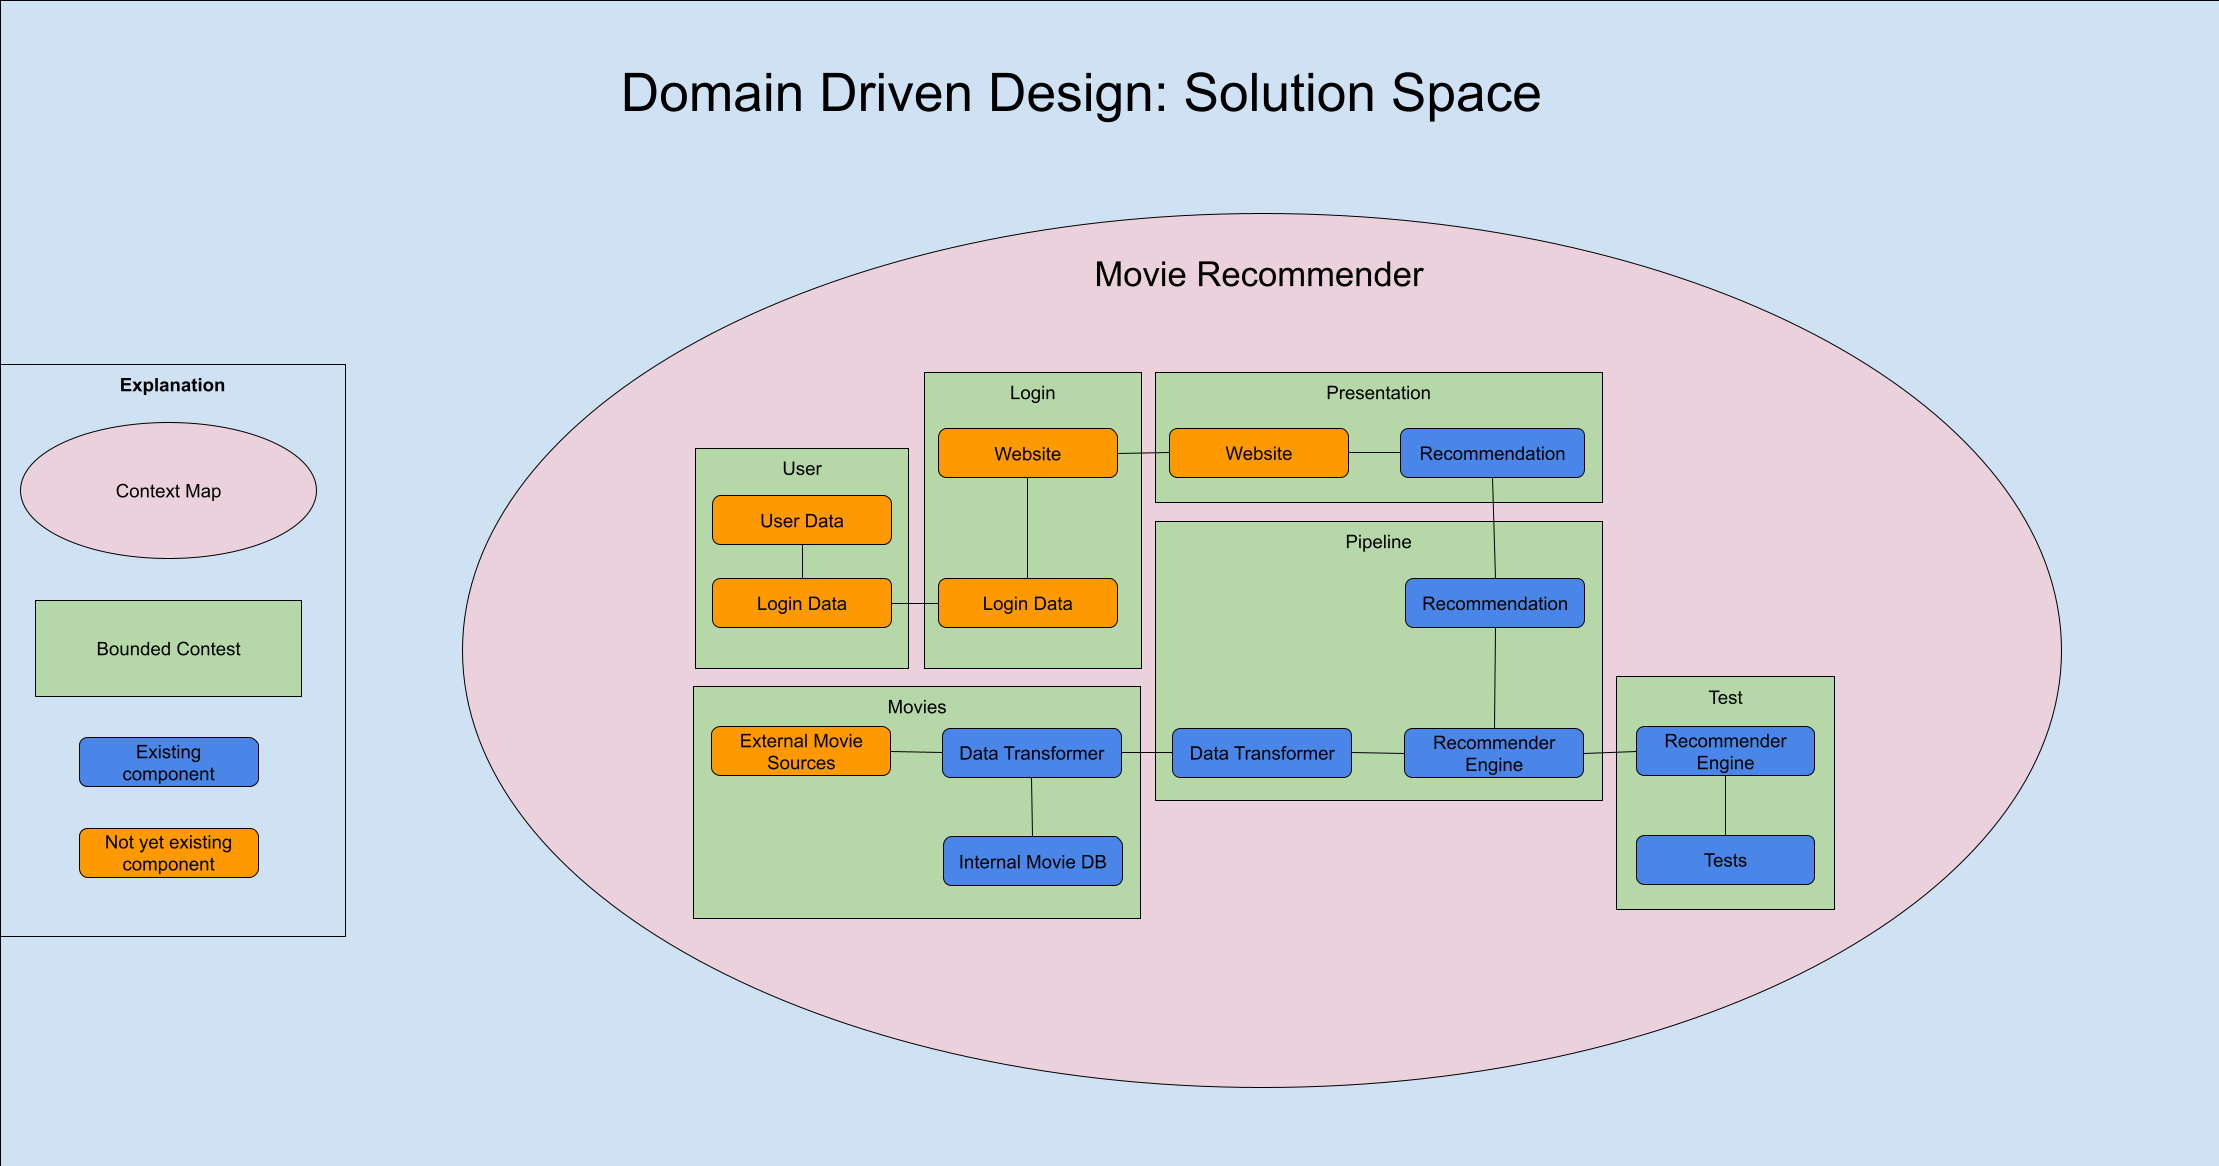 Domain Driven Design: Solution Space
Explanation
Context Map
Bounded Contest
Existing
component
Not yet existing
component
Movie Recommender
User
User Data
Login Data
Login
Website
Login Data
Presentation
Website
Recommendation
Pipeline
Recommendation
Data Transformer
Recommender
Engine
Movies
External Movie
Sources
Data Transformer
Internal Movie DB
Test
Recommender
Engine
Tests